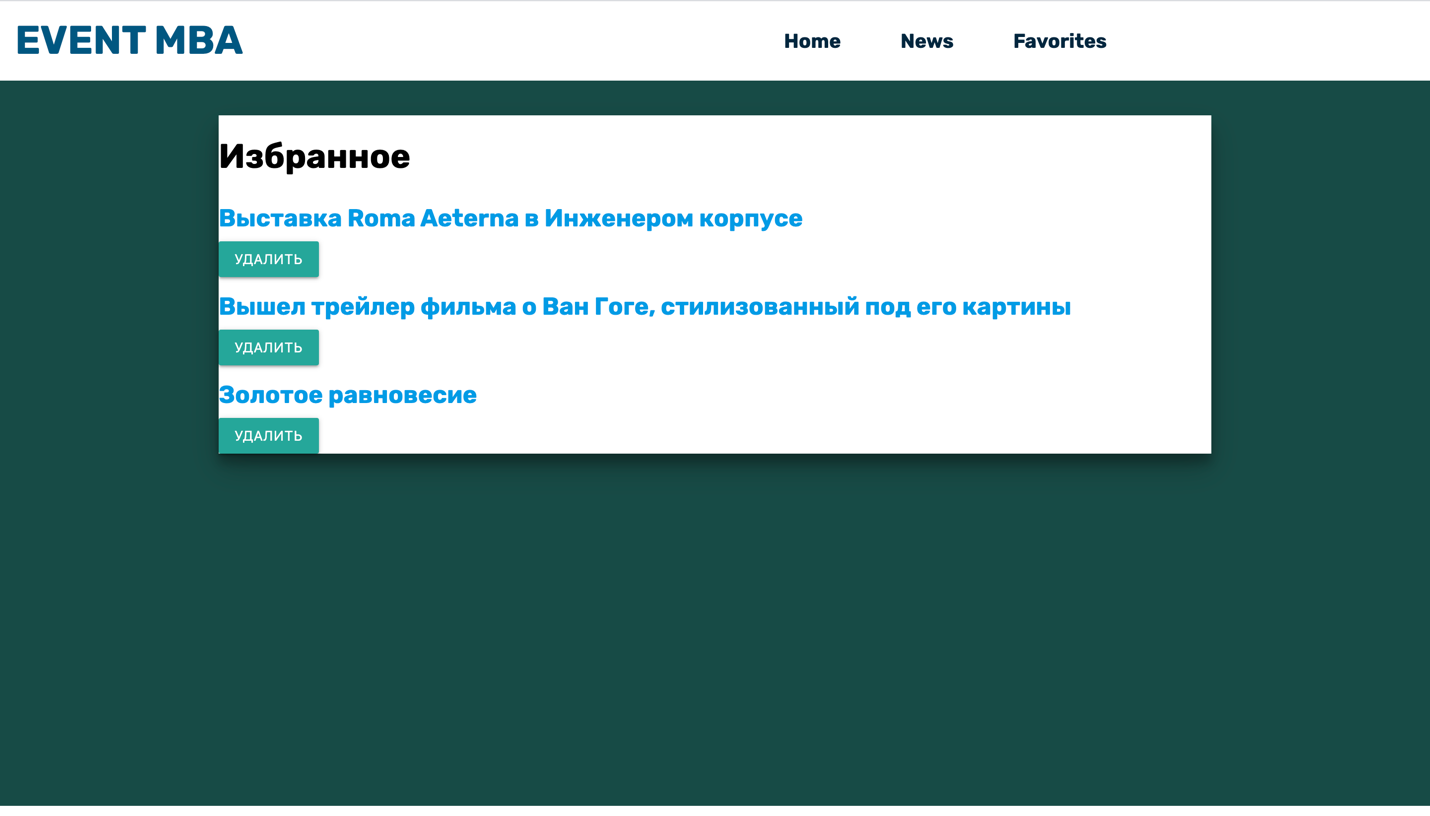 EVENT MBA
Home
News
Favorites
Избранное
Выставка Roma Aeterna в Инженером корпусе
УДАЛИТЬ
Вышел трейлер фильма о Ван Гоге, стилизованный под его картины
УДАЛИТЬ
Золотое равновесие
УДАЛИТЬ